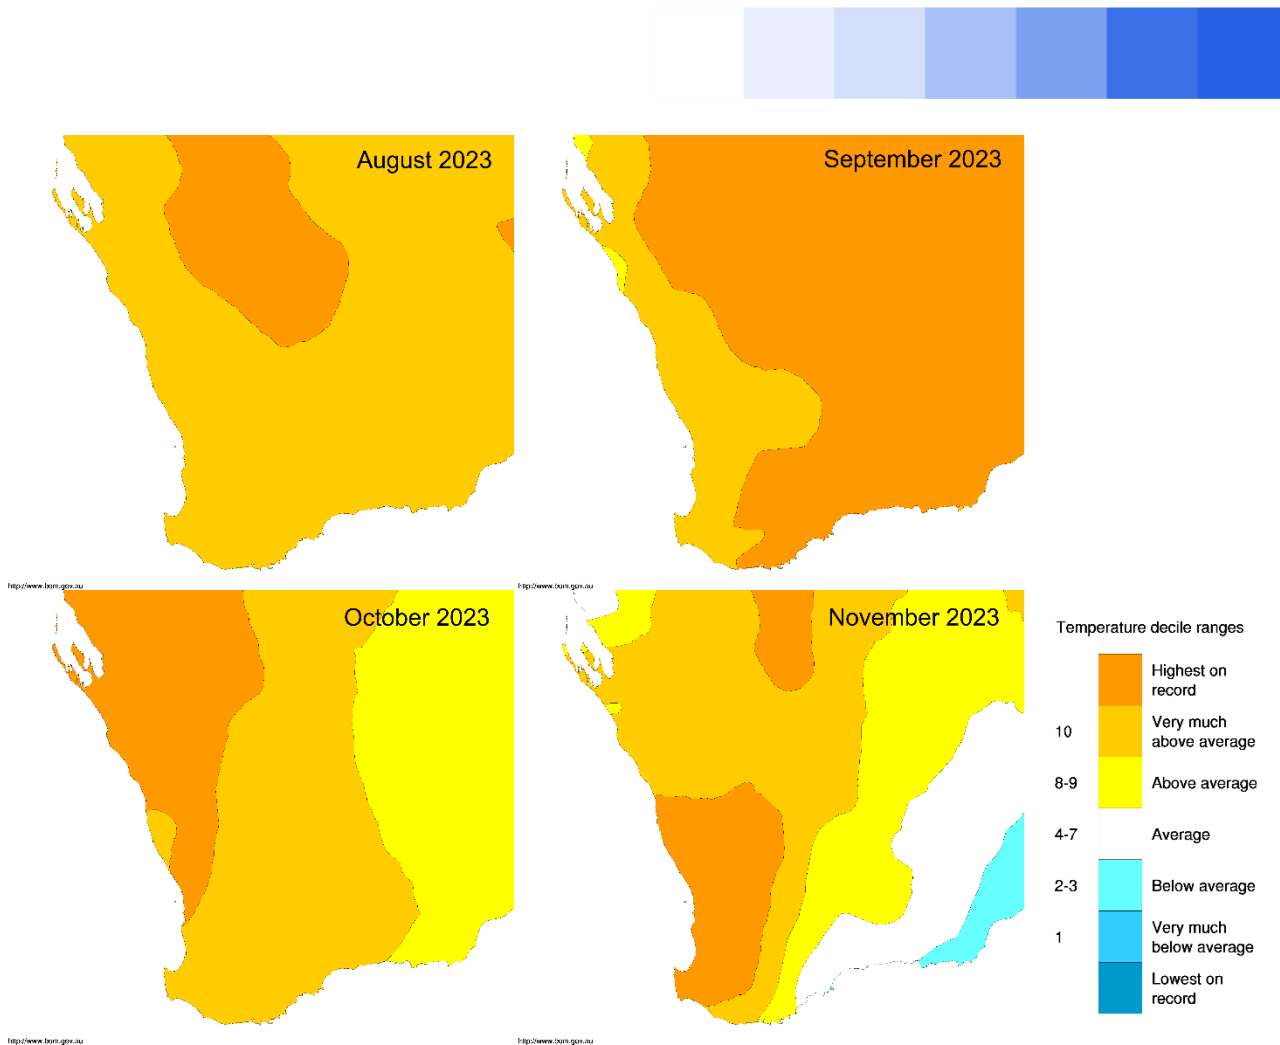 August 2023
September 2023
http://www.bom.gov.au
http://www.bom.gov.au
October 2023
November 2023
Temperature decile ranges
Highest on
record
10
Very much
above average
8-9
Above average
4-7
Average
2-3
Below average
1
Very much
below average
Lowest on
record
http://www.bom.gov.au
http://www.bom.gov.au